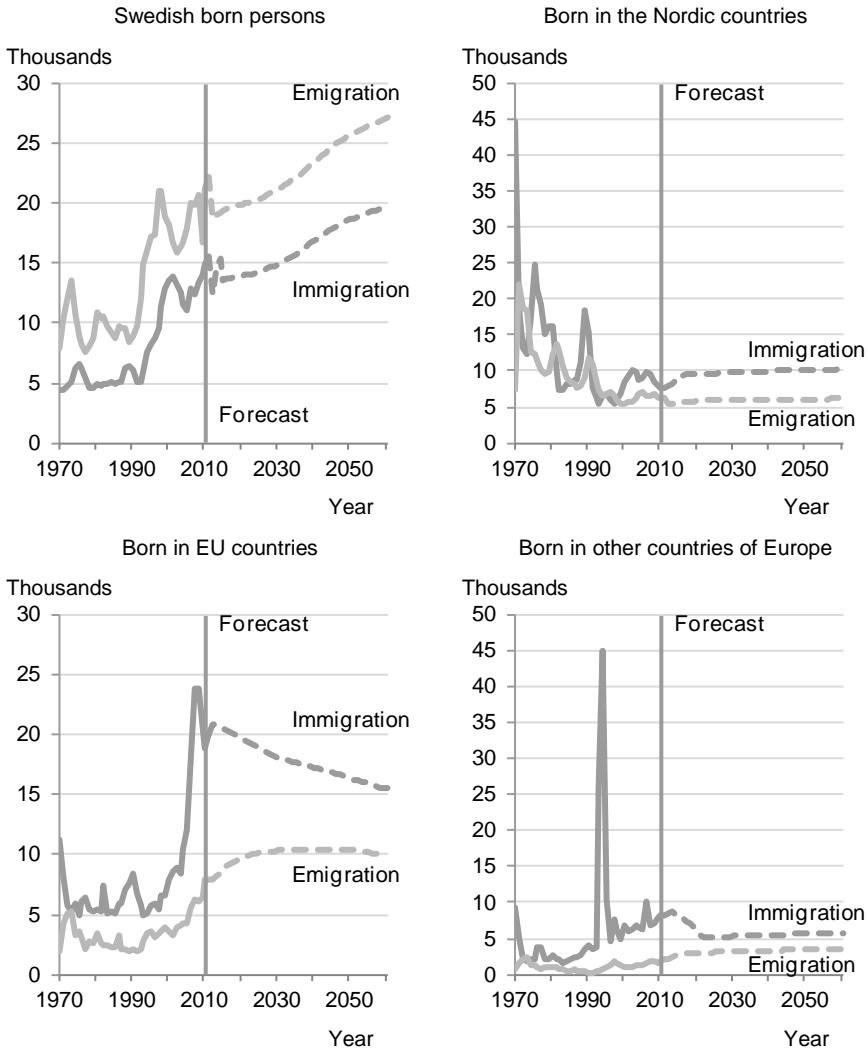 Swedish born persons
Thousands
30
25
20
15
10
5
0
Emigration
Immigration
Forecast
1970 1990 2010 2030 2050
Year
Born in the Nordic countries
Thousands
50
45
40
35
30
25
20
15
10
5
0
Forecast
Immigration
Emigration
1970 1990 2010 2030 2050
Year
Born in EU countries
Thousands
30
25
20
15
10
5
0
Forecast
Immigration
Emigration
1970 1990 2010 2030 2050
Year
Born in other countries of Europe
Thousands
50
45
40
35
30
25
20
15
10
5
0
Forecast
Immigration
Emigration
1970 1990 2010 2030 2050
Year